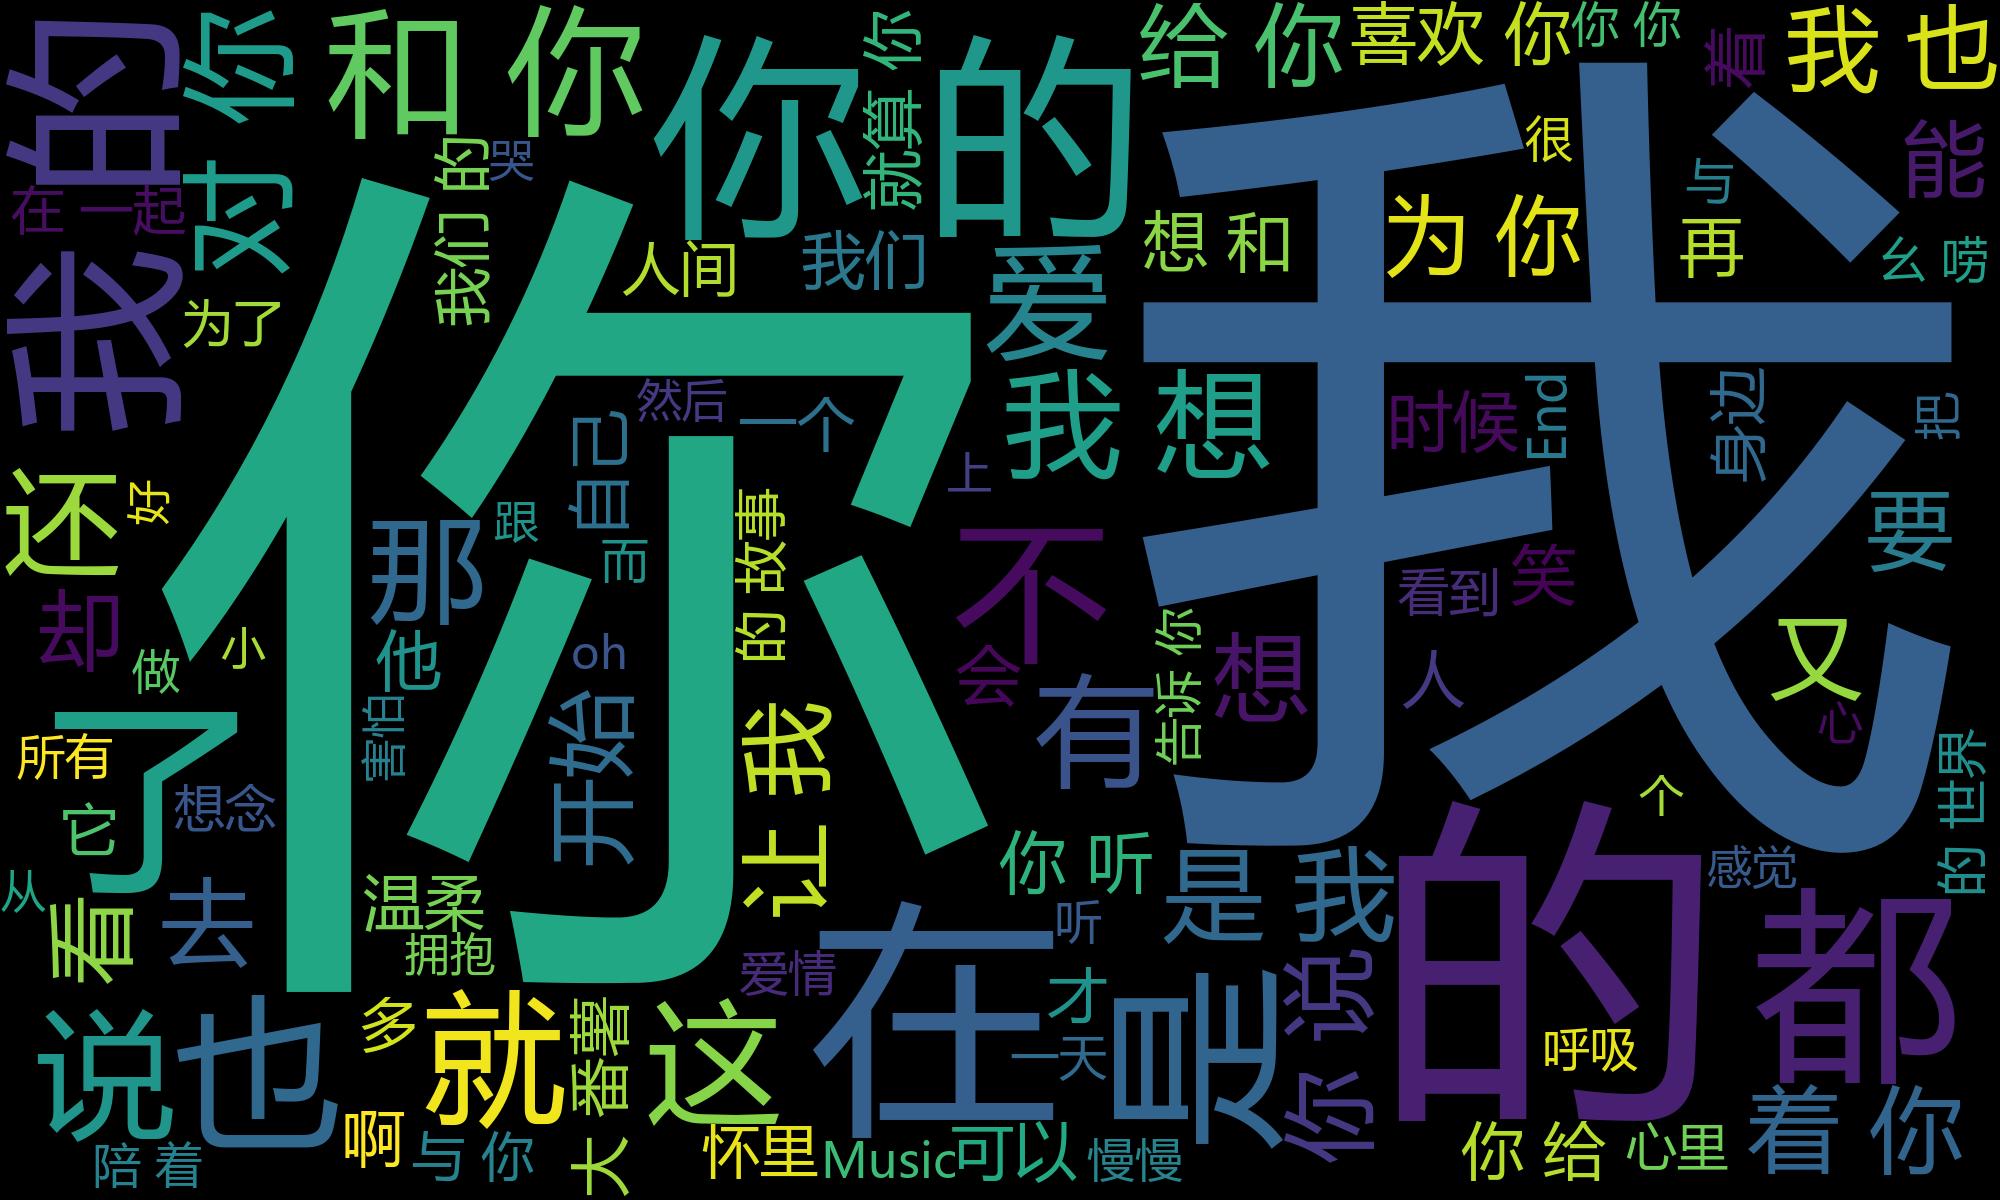 我的
对 你
和 你
你 的
就算 你
给 你
喜欢 你
你 你
着
我 也
哭
我们 的
在 一起
很
与
能
人间
我们
爱
想 和
为 你
再
幺 唠
为了
你
我
然后
一个
自己
我 想
时候
End
身边
把
还
好
上
那
跟
而
的 故事
不
要
却
做
小
他
oh
会
想
看到
笑
人
又
心
告诉 你
有
害怕
开始
让 我
了
所有
它
想念
个
的 世界
从
看
去
温柔
拥抱
你 听
是 我
的
感觉
都
听
爱情
在
才
一天
是
你 说
呼吸
说
也
多
就
大 番薯
这
啊
与 你
陪 着
怀里
Music
可以
慢慢
你 给
心里
着 你